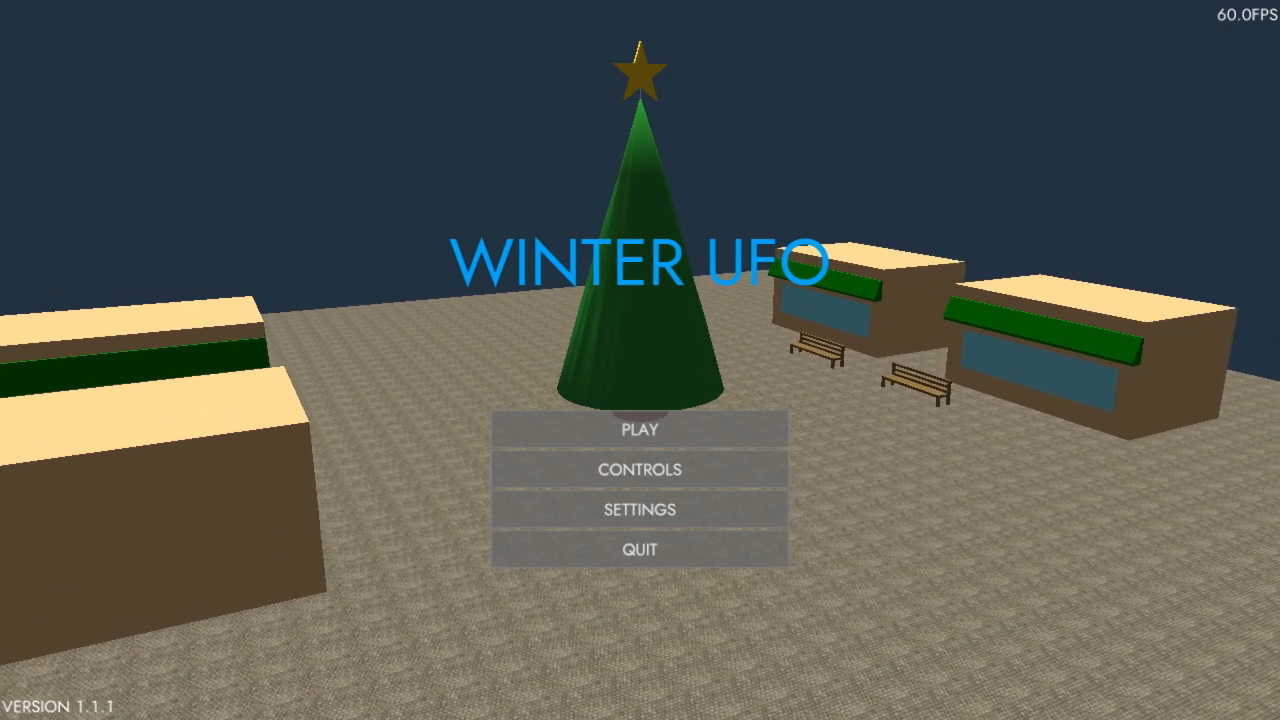 60.0FPS
WINTER UFO
PLAY
CONTROLS
SETTINGS
QUIT
VERSION 1.1.1